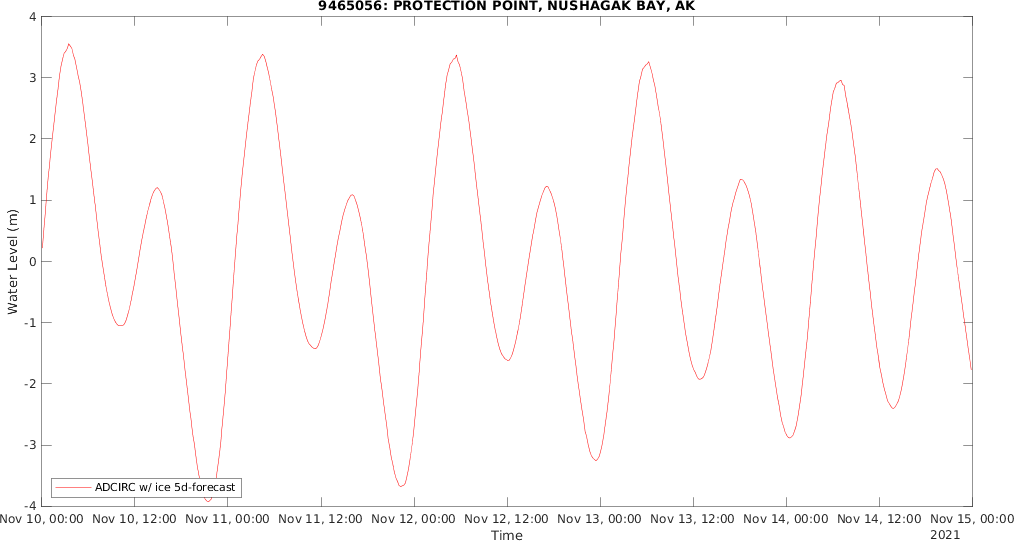 9465056: PROTECTION POINT, NUSHAGAK BAY, AK
4
3
2
1
0
-1
-2
-3
-4
Water Level (m)
ADCIRC w/ ice 5d-forecast
Nov 10, 00:00 Nov 10, 12:00 Nov 11, 00:00 Nov 11, 12:00 Nov 12, 00:00 Nov 12, 12:00 Nov 13, 00:00 Nov 13, 12:00 Nov 14, 00:00 Nov 14, 12:00 Nov 15, 00:00
Time
2021